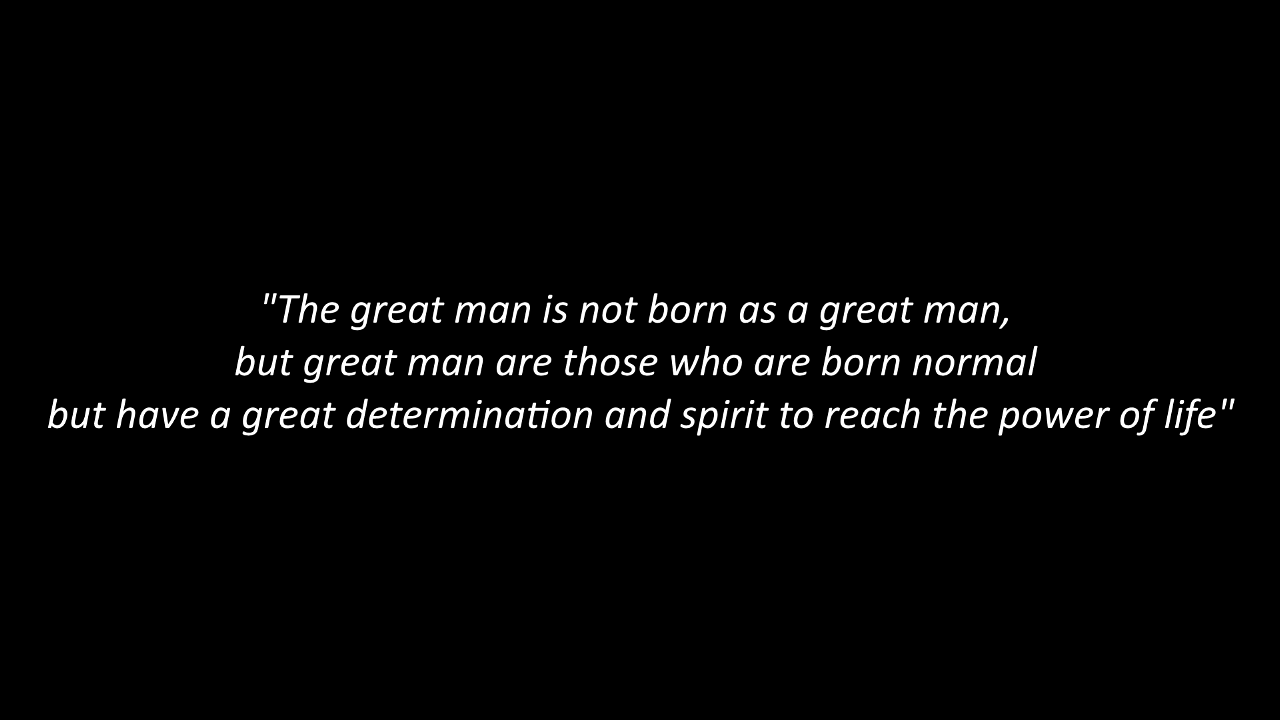 "The great man is not born as a great man,
but great man are those who are born normal
but have a great determination and spirit to reach the power of life"